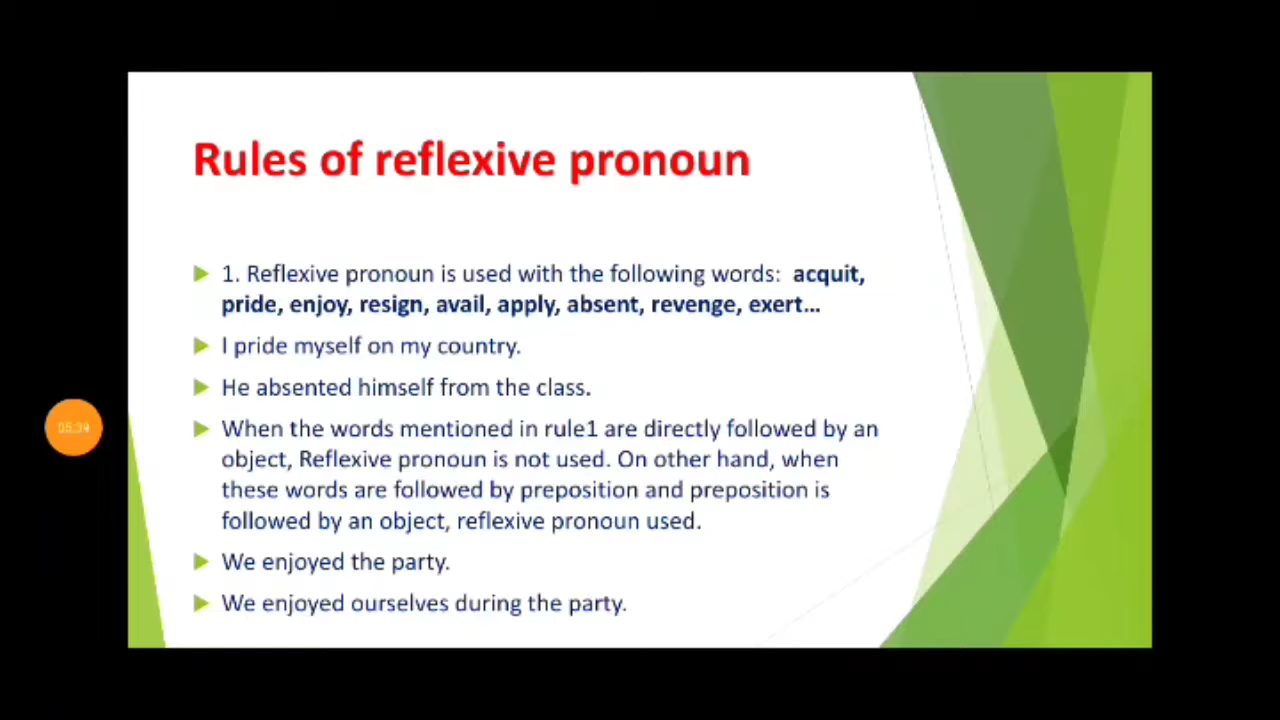 Rules of reflexive pronoun
1. Reflexive pronoun is used with the following words: acquit,
pride, enjoy, resign, avail, apply, absent, revenge, exert...
I pride myself on my country.
He absented himself from the class.
When the words mentioned in rule1 are directly followed by an
object, Reflexive pronoun is not used. On other hand, when
these words are followed by preposition and preposition is
followed by an object, reflexive pronoun used.
We enjoyed the party.
We enjoyed ourselves during the party.
05:39